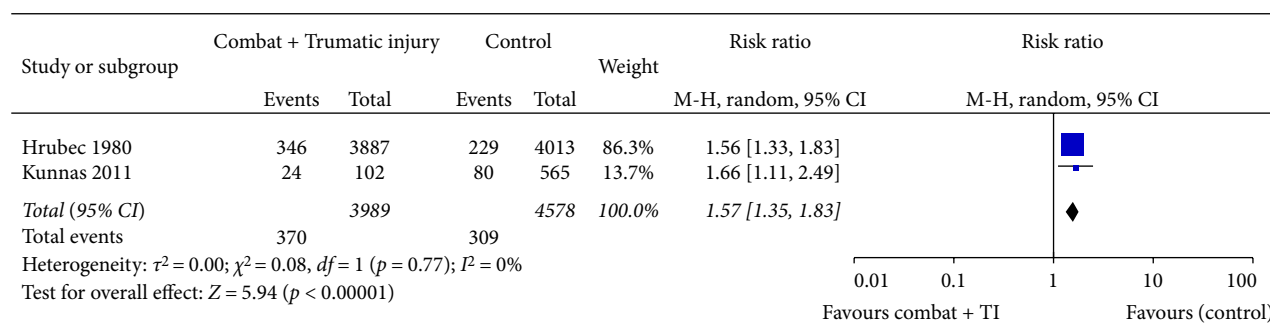 Combat + Trumatic injury Control Risk ratio Risk ratio
Study or subgroup Weight
Events Total Events Total M-H, random, 95% CI M-H, random, 95% CI
Hrubec 1980 346 3887 229 4013 86.3% 1.56 [1.33, 1.83]
Kunnas 2011 24 102 80 565 13.7% 1.66 [1.11, 2.49]
Total (95% CI) 3989 4578 100.0% 1.57 [1.35, 1.83]
Total events 370 309
Heterogeneity: τ² = 0.00; χ² = 0.08, df = 1 (p = 0.77); I² = 0%
Test for overall effect: Z = 5.94 (p < 0.00001)
0.01 0.1 1 10 100
Favours combat + TI Favours (control)